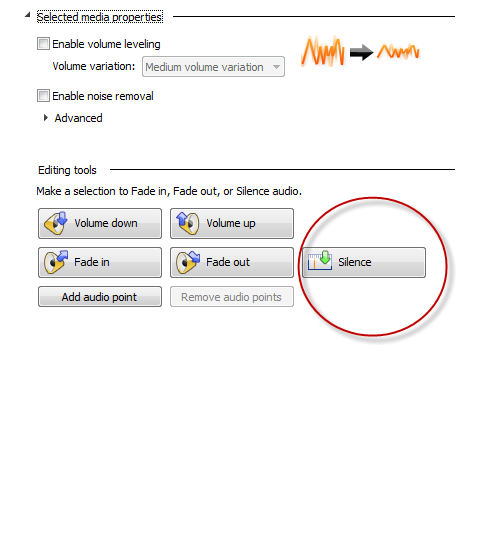 Selected media properties
Enable volume leveling
Volume variation: Medium volume variation
Enable noise removal
Advanced
Editing tools
Make a selection to Fade in, Fade out, or Silence audio.
Volume down Volume up
Fade in Fade out Silence
Add audio point Remove audio points